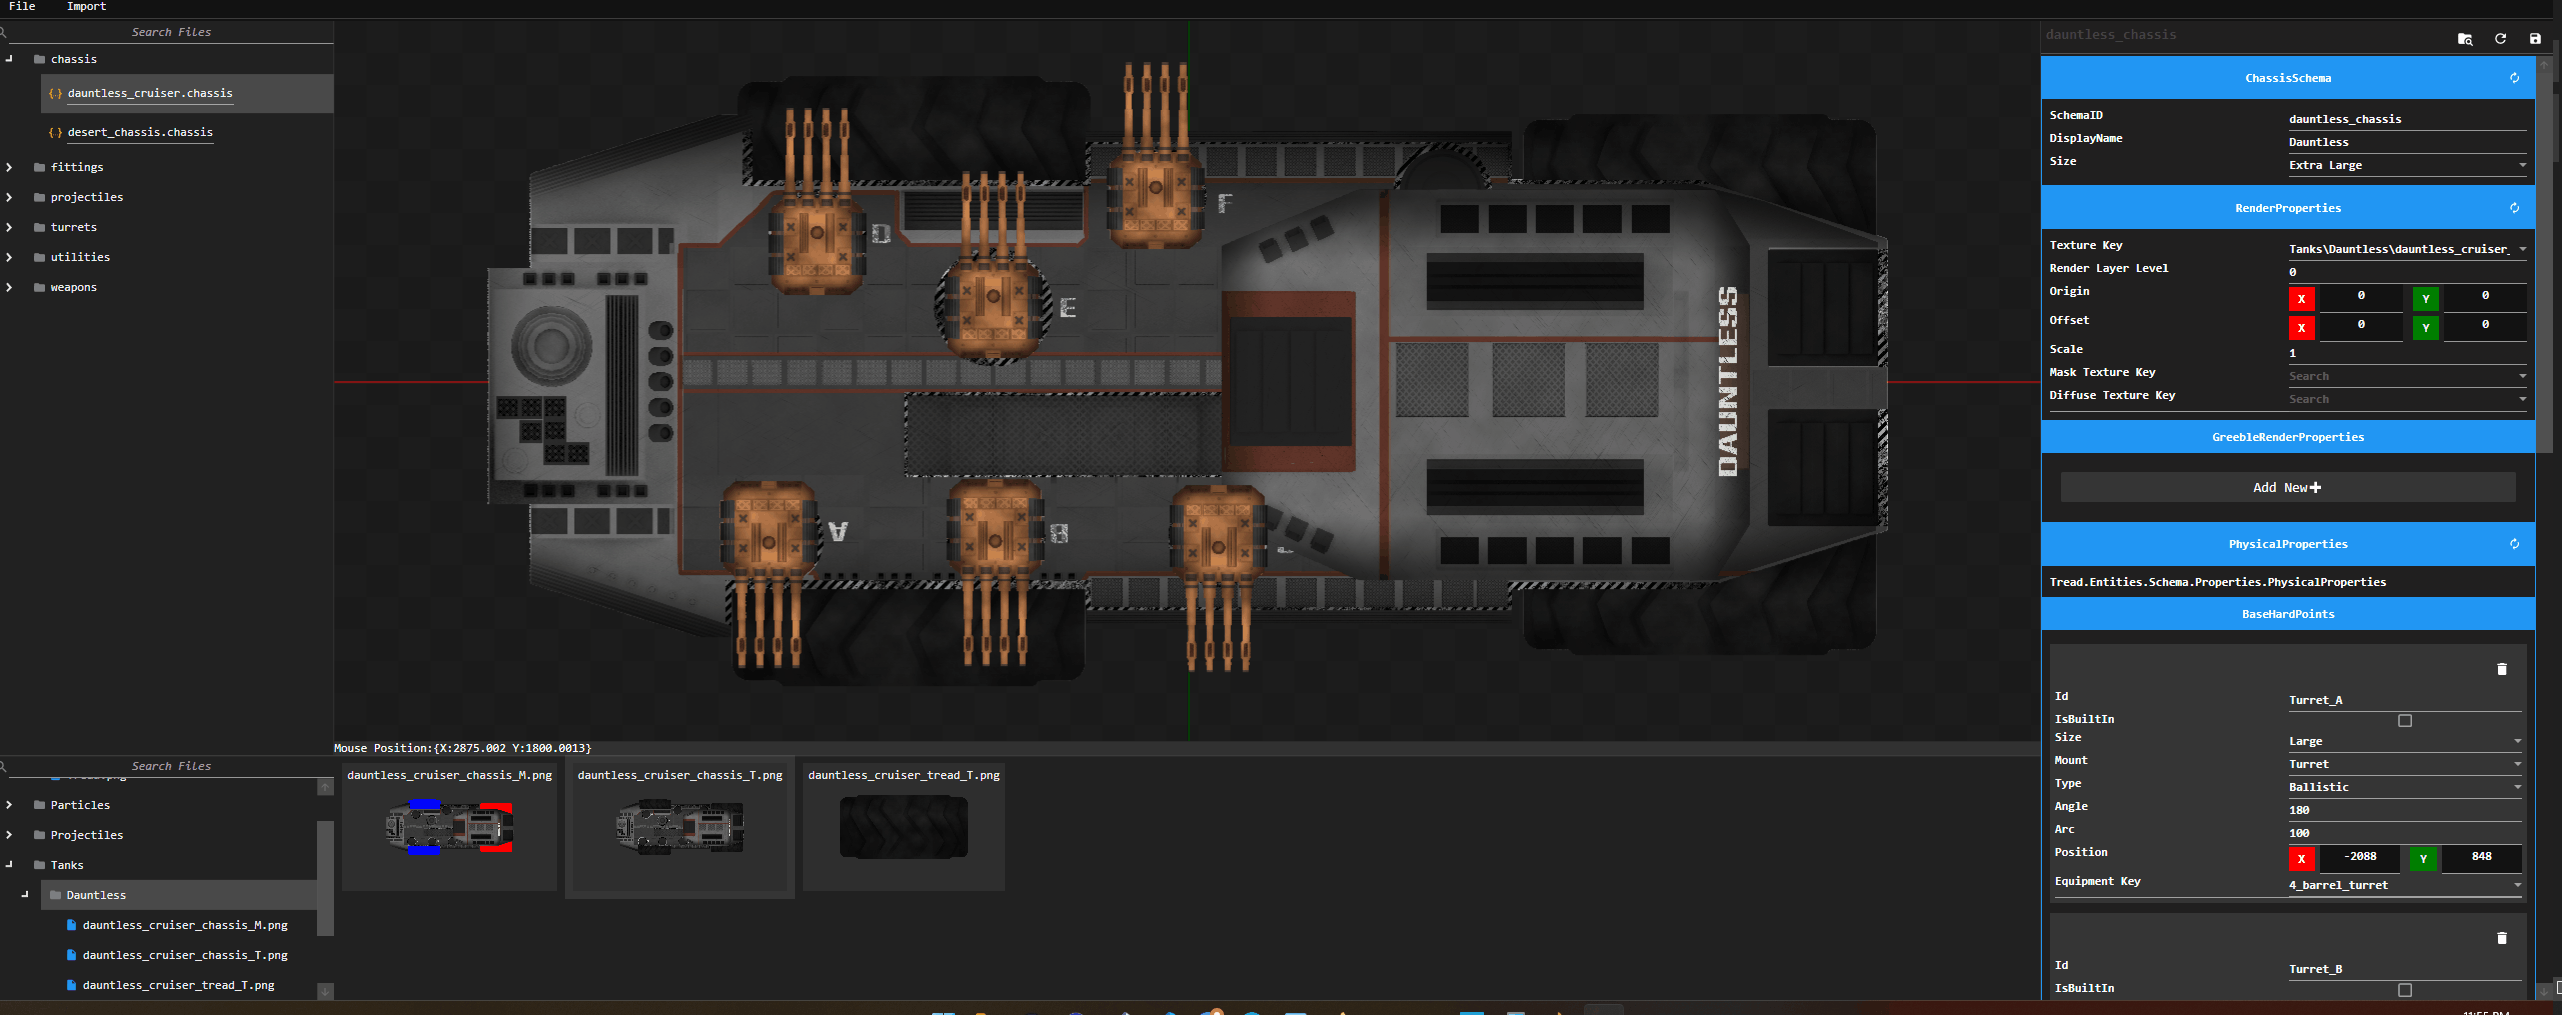 File Import
Search Files
chassis
dauntless_cruiser.chassis
desert_chassis.chassis
fittings
projectiles
turrets
utilities
weapons
D
E
F
A
B
DAUNTLESS
Mouse Position:{X:2875.002 Y:1800.0013}
Search Files
Particles
Projectiles
Tanks
Dauntless
dauntless_cruiser_chassis_M.png
dauntless_cruiser_chassis_T.png
dauntless_cruiser_tread_T.png
dauntless_cruiser_chassis_M.png
dauntless_cruiser_chassis_T.png
dauntless_cruiser_tread_T.png
dauntless_chassis
ChassisSchema
SchemaID dauntless_chassis
DisplayName Dauntless
Size Extra Large
RenderProperties
Texture Key Tanks\Dauntless\dauntless_cruiser_
Render Layer Level 0
Origin X 0 Y 0
Offset X 0 Y 0
Scale 1
Mask Texture Key Search
Diffuse Texture Key Search
GreebleRenderProperties
Add New+
PhysicalProperties
Tread.Entities.Schema.Properties.PhysicalProperties
BaseHardPoints
Id Turret_A
IsBuiltIn
Size Large
Mount Turret
Type Ballistic
Angle 180
Arc 100
Position X -2088 Y 848
Equipment Key 4_barrel_turret
Id Turret_B
IsBuiltIn